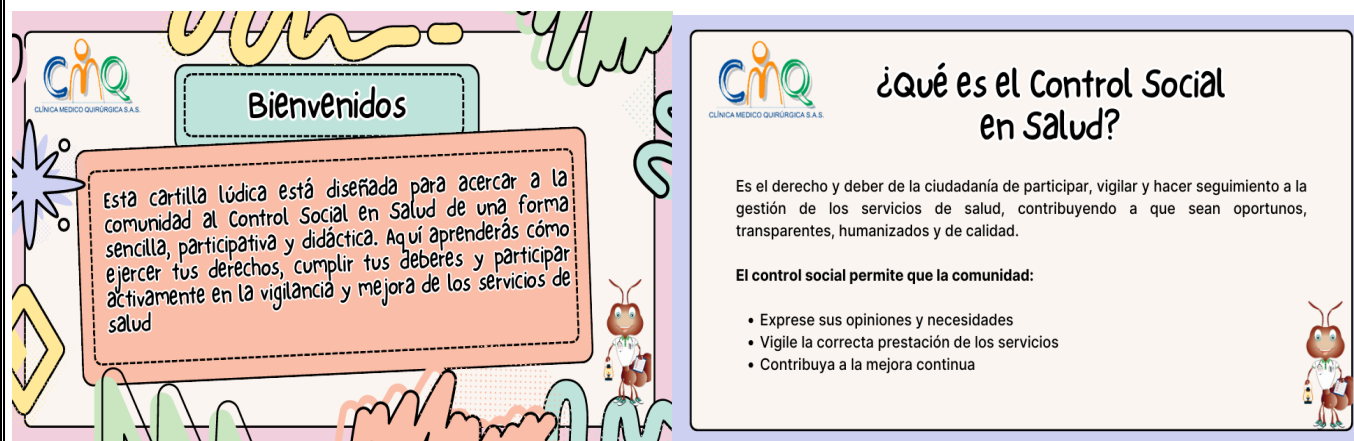 CMQ
CLÍNICA MEDICO QUIRÚRGICA S.A.S.
Bienvenidos
Esta cartilla lúdica está diseñada para acercar a la
comunidad al Control Social en Salud de una forma
sencilla, participativa y didáctica. Aquí aprenderás cómo
ejercer tus derechos, cumplir tus deberes y participar
activamente en la vigilancia y mejora de los servicios de
salud
CMQ
CLÍNICA MEDICO QUIRÚRGICA S.A.S.
¿Qué es el Control Social
en Salud?
Es el derecho y deber de la ciudadanía de participar, vigilar y hacer seguimiento a la
gestión de los servicios de salud, contribuyendo a que sean oportunos,
transparentes, humanizados y de calidad.
El control social permite que la comunidad:
• Exprese sus opiniones y necesidades
• Vigile la correcta prestación de los servicios
• Contribuya a la mejora continua